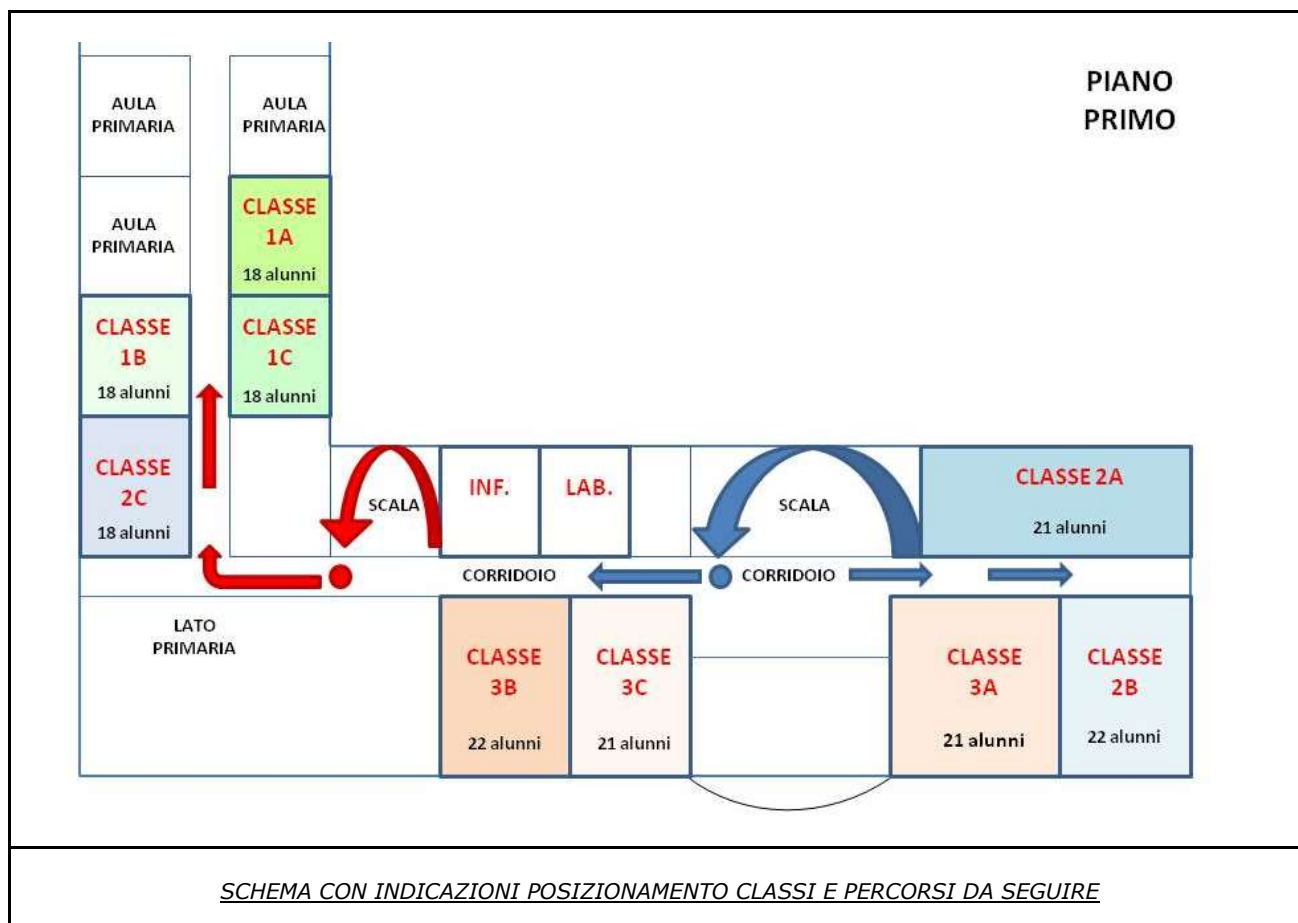 PIANO
PRIMO
AULA
PRIMARIA
AULA
PRIMARIA
AULA
PRIMARIA
CLASSE
1A
18 alunni
CLASSE
1B
18 alunni
CLASSE
1C
18 alunni
CLASSE
2C
18 alunni
SCALA
INF.
LAB.
SCALA
CLASSE 2A
21 alunni
CORRIDOIO
CORRIDOIO
LATO
PRIMARIA
CLASSE
3B
22 alunni
CLASSE
3C
21 alunni
CLASSE
3A
21 alunni
CLASSE
2B
22 alunni
SCHEMA CON INDICAZIONI POSIZIONAMENTO CLASSI E PERCORSI DA SEGUIRE